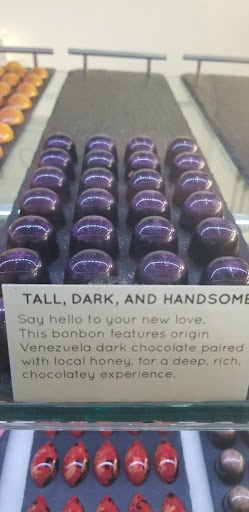 TALL, DARK, AND HANDSOME
Say hello to your new love.
This bonbon features origin
Venezuela dark chocolate paired
with local honey, for a deep, rich,
chocolatey experience.